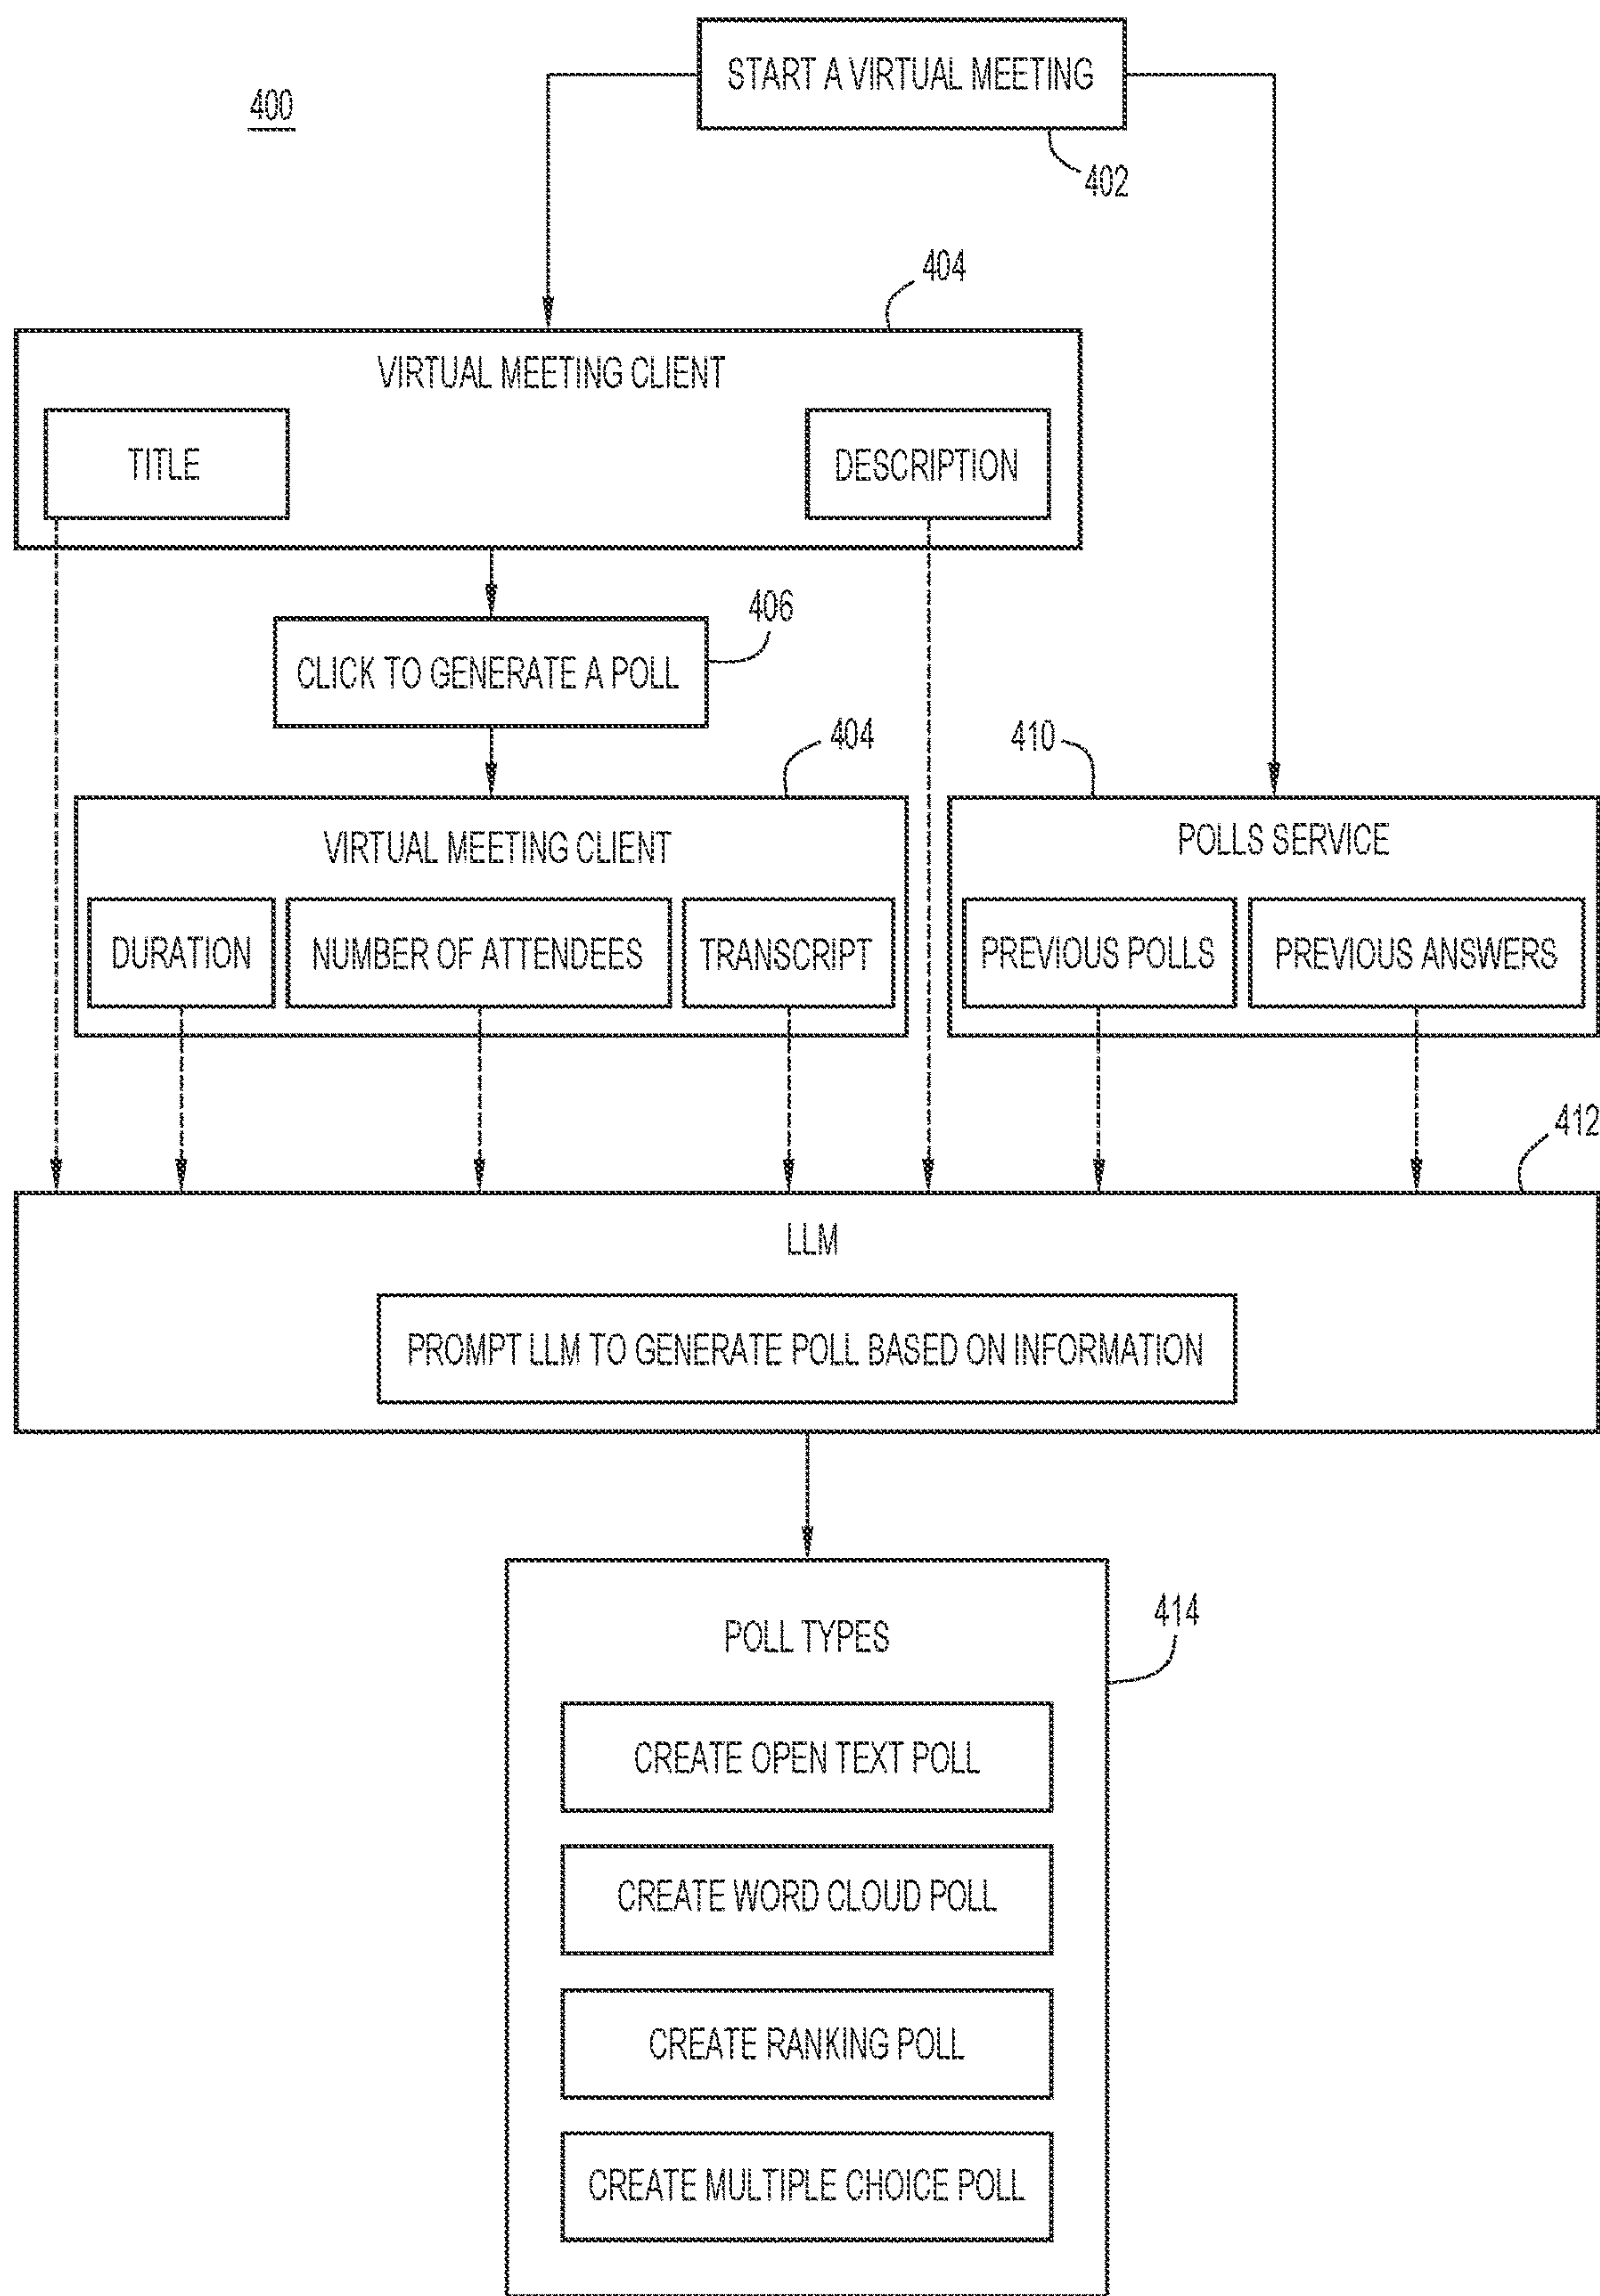 START A VIRTUAL MEETING
400
402
404
VIRTUAL MEETING CLIENT
TITLE
DESCRIPTION
406
CLICK TO GENERATE A POLL
404
410
VIRTUAL MEETING CLIENT
POLLS SERVICE
DURATION
NUMBER OF ATTENDEES
TRANSCRIPT
PREVIOUS POLLS
PREVIOUS ANSWERS
412
LLM
PROMPT LLM TO GENERATE POLL BASED ON INFORMATION
414
POLL TYPES
CREATE OPEN TEXT POLL
CREATE WORD CLOUD POLL
CREATE RANKING POLL
CREATE MULTIPLE CHOICE POLL